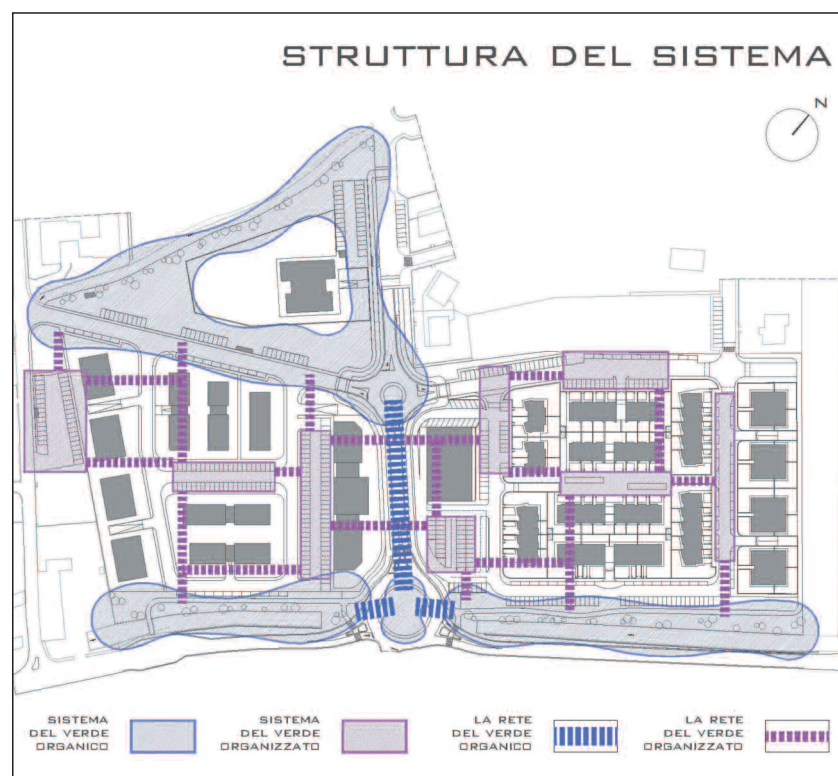 STRUTTURA DEL SISTEMA
N
SISTEMA
DEL VERDE
ORGANICO
SISTEMA
DEL VERDE
ORGANIZZATO
LA RETE
DEL VERDE
ORGANICO
LA RETE
DEL VERDE
ORGANIZZATO